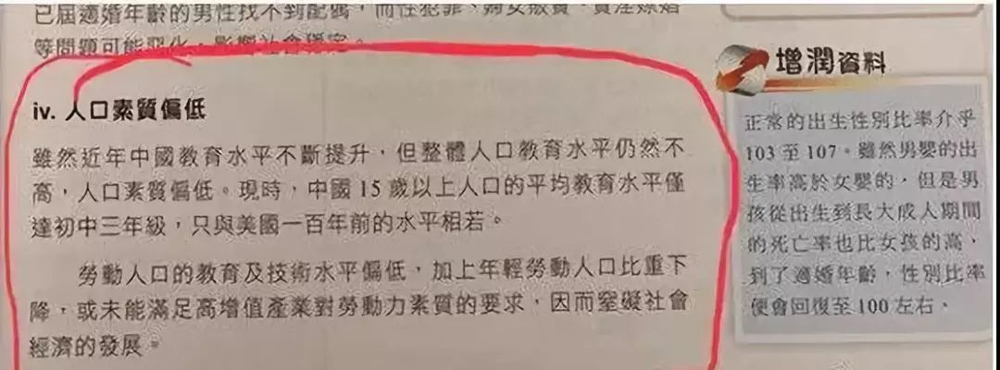 已屆適婚年齡的男性找不到配偶,而性犯罪、婦女販賣、賣淫嫖娼
等問題可能惡化,影響社會穩定。
iv. 人口素質偏低
雖然近年中國教育水平不斷提升,但整體人口教育水平仍然不
高,人口素質偏低。現時,中國 15 歲以上人口的平均教育水平僅
達初中三年級,只與美國一百年前的水平相若。
勞動人口的教育及技術水平偏低,加上年輕勞動人口比重下
降,或未能滿足高增值產業對勞動力素質的要求,因而窒礙社會
經濟的發展。
增潤資料
正常的出生性別比率介乎
103 至 107。雖然男嬰的出
生率高於女嬰的,但是男
孩從出生到長大成人期間
的死亡率也比女孩的高,
到了適婚年齡,性別比率
便會回復至 100 左右。